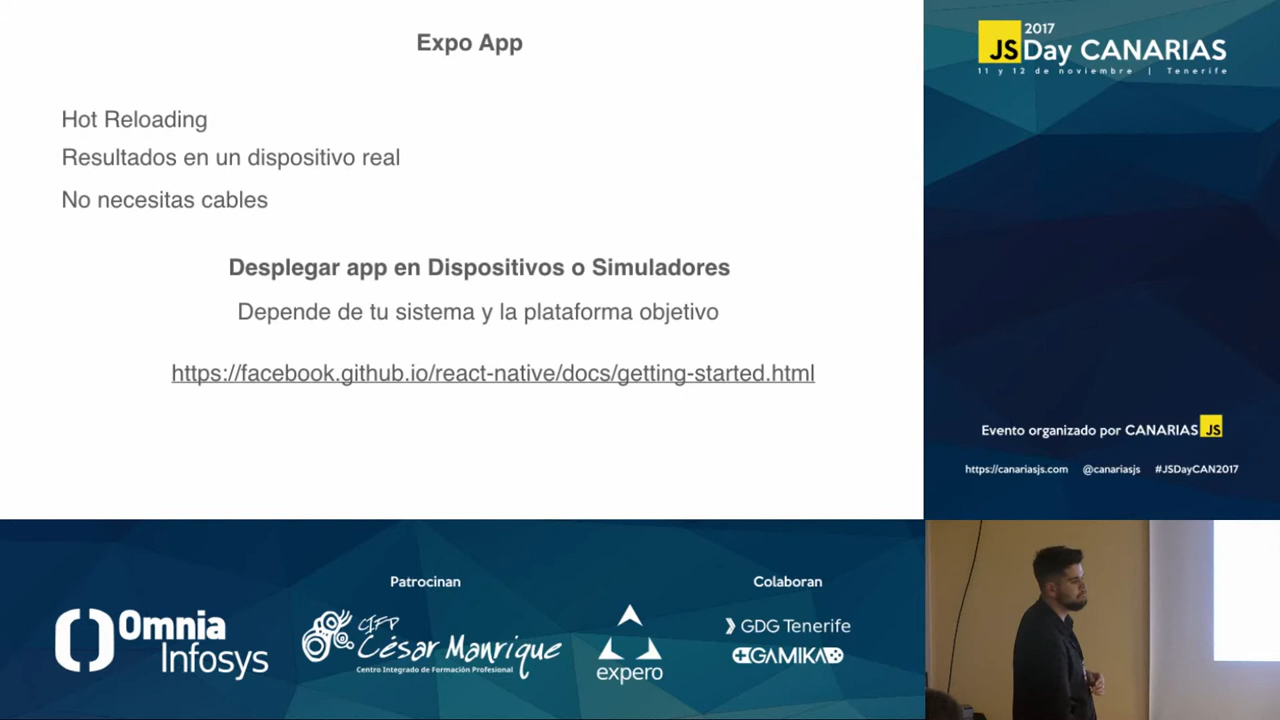 Expo App
Hot Reloading
Resultados en un dispositivo real
No necesitas cables
Desplegar app en Dispositivos o Simuladores
Depende de tu sistema y la plataforma objetivo
https://facebook.github.io/react-native/docs/getting-started.html
2017
JSDay CANARIAS
11 y 12 de noviembre | Tenerife
Evento organizado por CANARIAS JS
https://canariasjs.com @canariasjs #JSDayCAN2017
Patrocinan
Omnia
Infosys
CIFP
César Manrique
Centro Integrado de Formación Profesional
expero
Colaboran
GDG Tenerife
GAMIKA